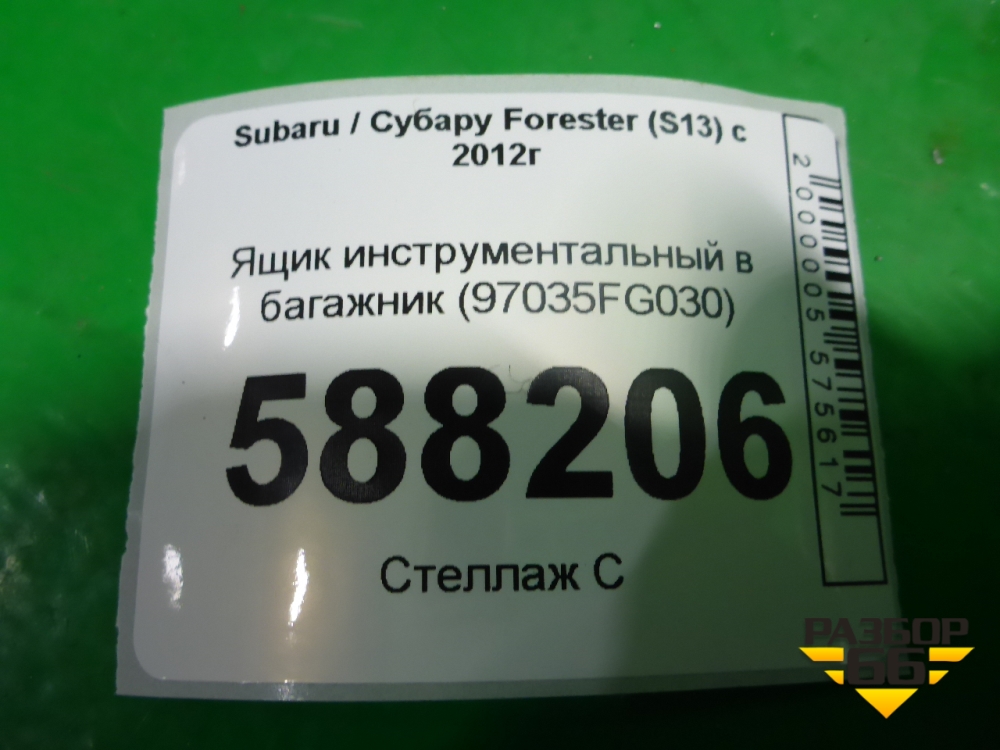 Subaru / Субару Forester (S13) с
2012г
Ящик инструментальный в
багажник (97035FG030)
588206
Стеллаж С
2000005575617
РАЗБОР
66